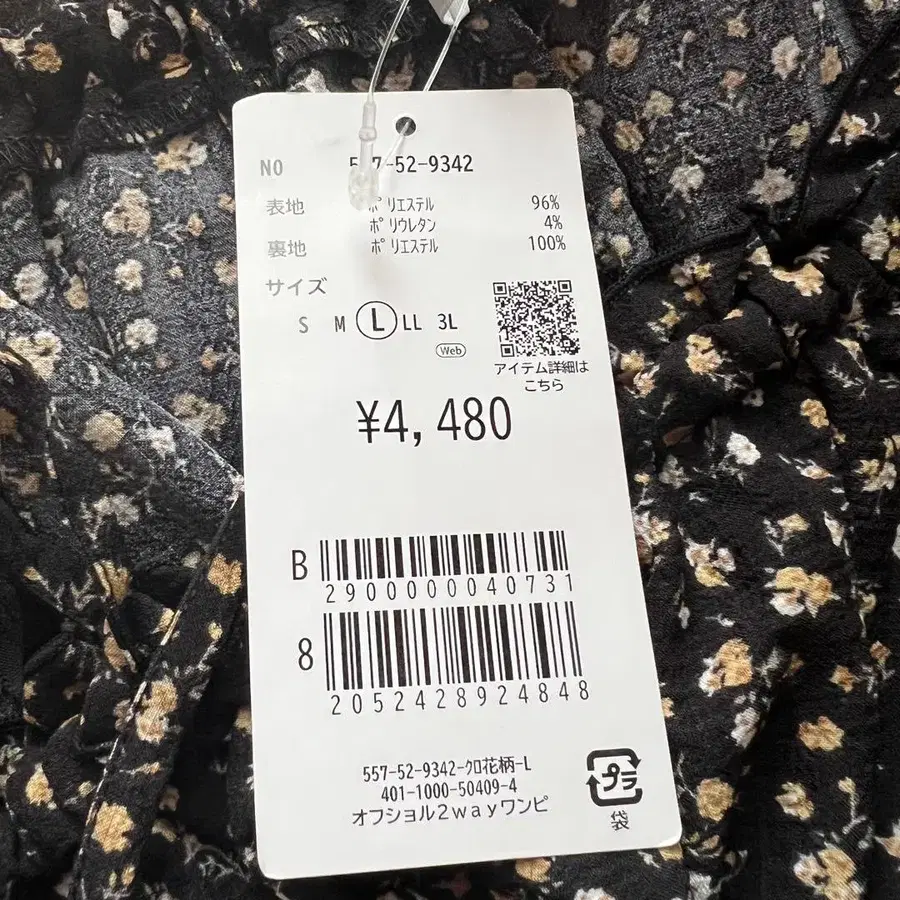 NO 557-52-9342
表地 ポリエステル 96%
ポリウレタン 4%
裏地 ポリエステル 100%
サイズ
S M L LL 3L
Web
アイテム詳細は
こちら
¥4,480
B
2900000040731
8
2052428924848
557-52-9342-クロ花柄-L
401-1000-50409-4
オフショル2wayワンピ
プラ
袋